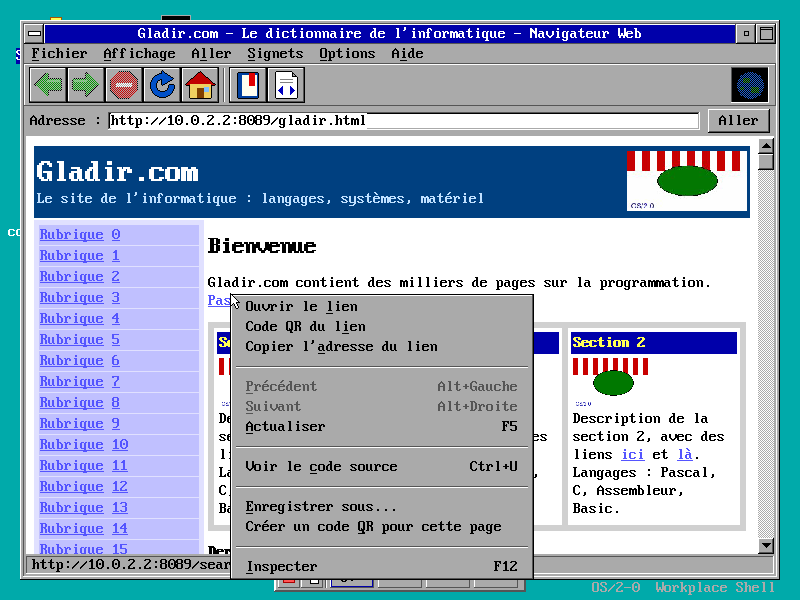 Gladir.com - Le dictionnaire de l'informatique - Navigateur Web
Fichier Affichage Aller Signets Options Aide
Adresse : http://10.0.2.2:8089/gladir.html Aller
Gladir.com
Le site de l'informatique : langages, systèmes, matériel
OS/2 0
Rubrique 0
Rubrique 1
Rubrique 2
Rubrique 3
Rubrique 4
Rubrique 5
Rubrique 6
Rubrique 7
Rubrique 8
Rubrique 9
Rubrique 10
Rubrique 11
Rubrique 12
Rubrique 13
Rubrique 14
Rubrique 15
Bienvenue
Gladir.com contient des milliers de pages sur la programmation.
Pas
Ouvrir le lien
Code QR du lien
Copier l'adresse du lien
Précédent Alt+Gauche
Suivant Alt+Droite
Actualiser F5
Voir le code source Ctrl+U
Enregistrer sous...
Créer un code QR pour cette page
Inspecter F12
Section 2
Description de la
section 2, avec des
liens ici et là.
Langages : Pascal,
C, Assembleur,
Basic.
http://10.0.2.2:8089/sear
OS/2-0 Workplace Shell